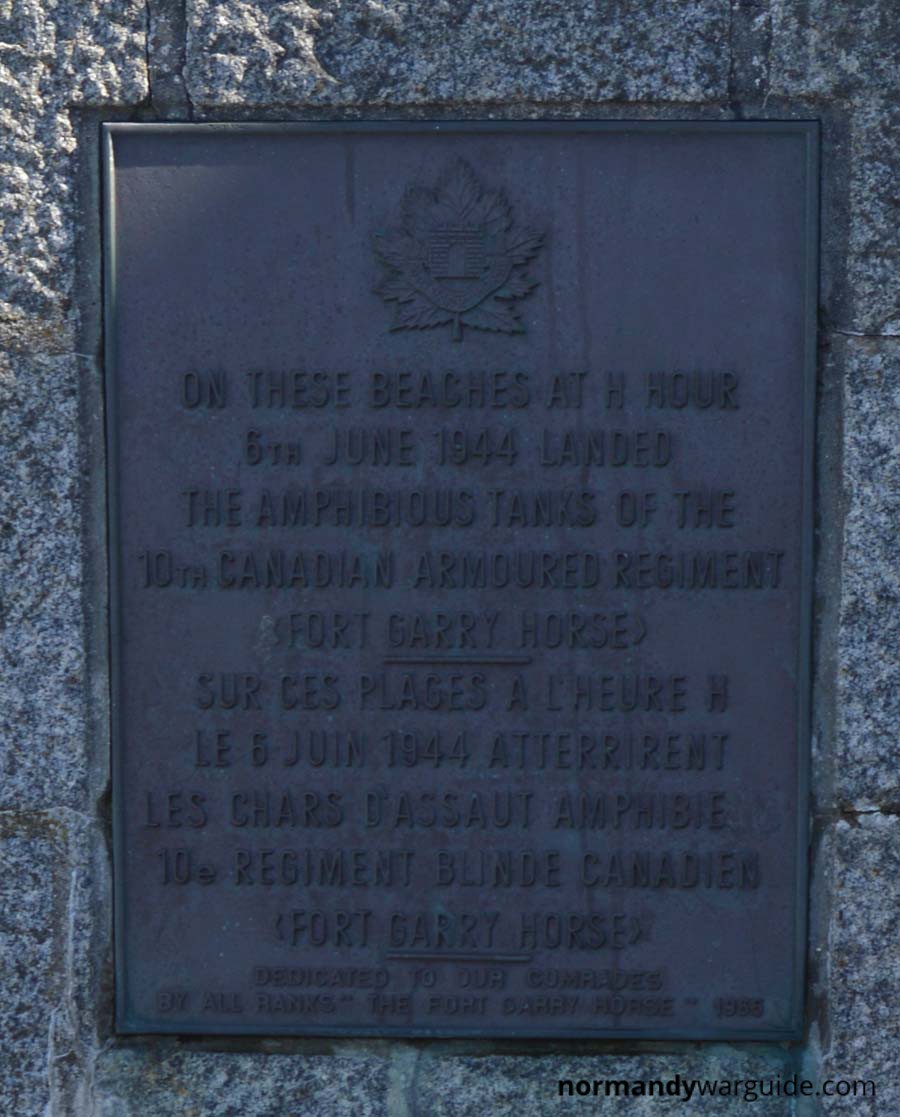 ON THESE BEACHES AT H HOUR
6TH JUNE 1944 LANDED
THE AMPHIBIOUS TANKS OF THE
10TH CANADIAN ARMOURED REGIMENT
(FORT GARRY HORSE)
SUR CES PLAGES A L'HEURE H
LE 6 JUIN 1944 ATTERRIRENT
LES CHARS D'ASSAUT AMPHIBIE
10e REGIMENT BLINDE CANADIEN
(FORT GARRY HORSE)
DEDICATED TO OUR COMRADES
BY ALL RANKS "THE FORT GARRY HORSE"
normandywarguide.com